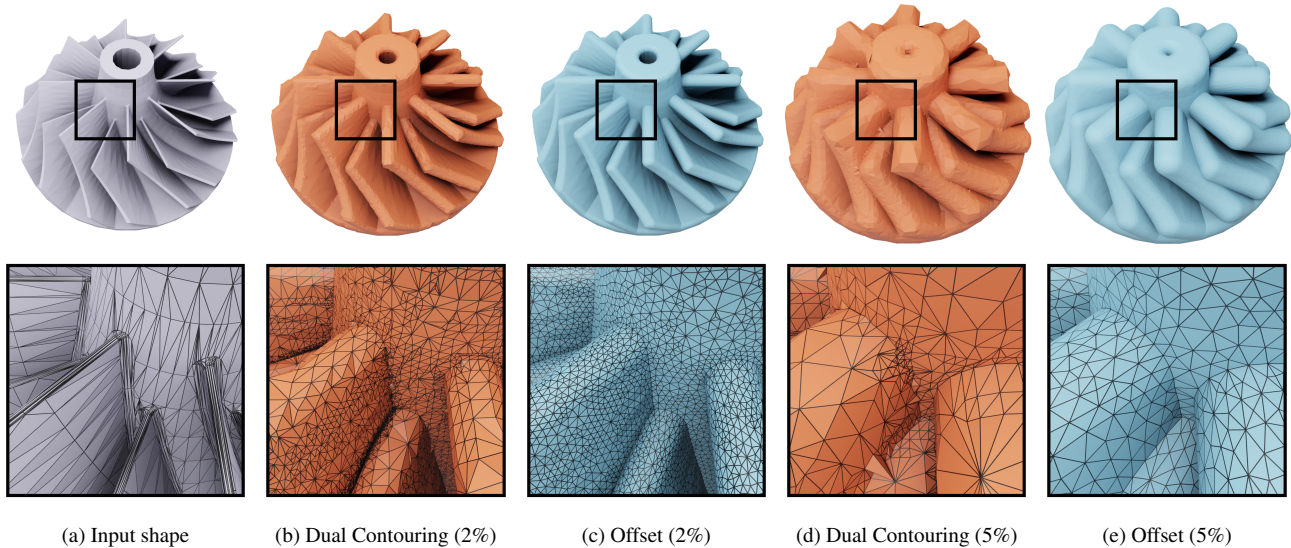 (a) Input shape
(b) Dual Contouring (2%)
(c) Offset (2%)
(d) Dual Contouring (5%)
(e) Offset (5%)